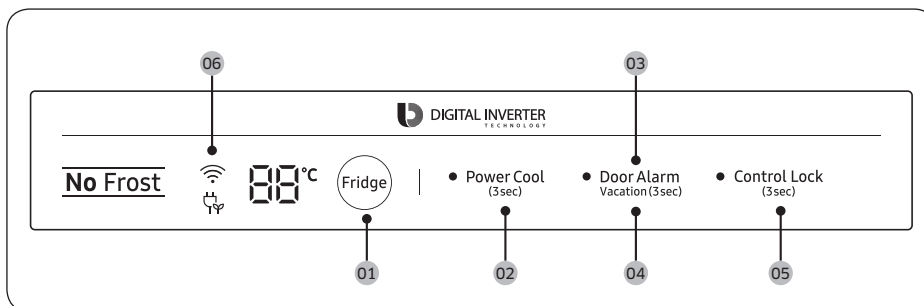 06
03
DIGITAL INVERTER
TECHNOLOGY
No Frost
88°C
Fridge
Power Cool
(3sec)
Door Alarm
Vacation (3sec)
Control Lock
(3sec)
01
02
04
05